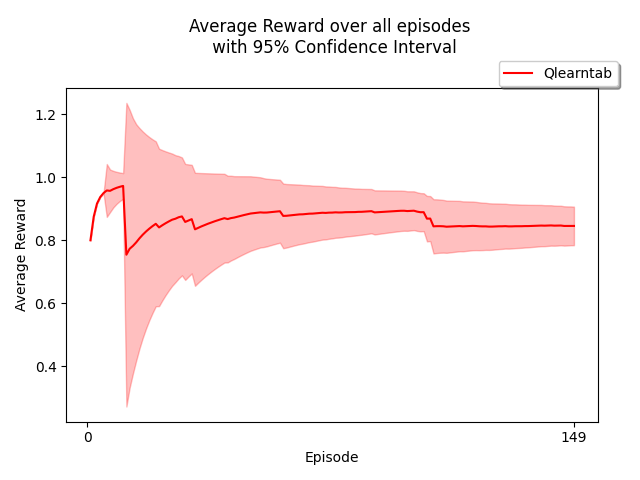 Average Reward over all episodes
with 95% Confidence Interval
Qlearntab
1.2
1.0
0.8
0.6
0.4
Average Reward
0
149
Episode